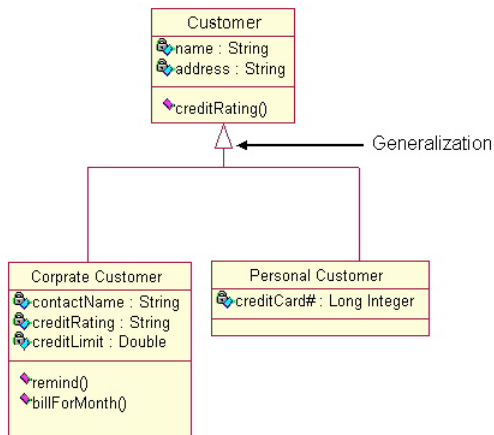 Customer
name : String
address : String
creditRating()
Generalization
Corprate Customer
contactName : String
creditRating : String
creditLimit : Double
remind()
billForMonth()
Personal Customer
creditCard# : Long Integer